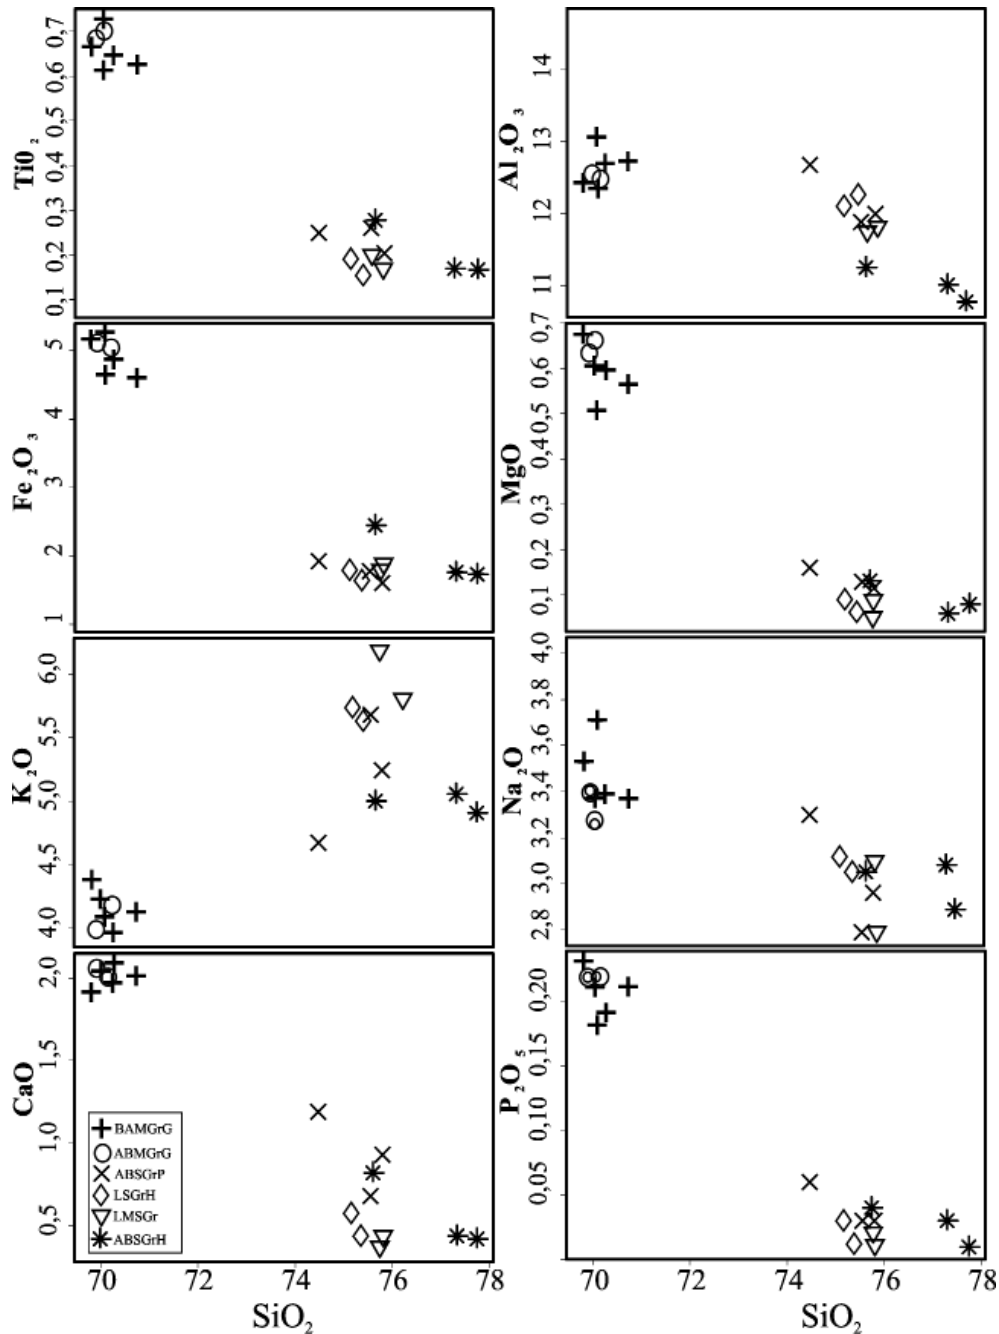 TiO₂
0,7
0,6
0,5
0,4
0,3
0,2
0,1
Al₂O₃
14
13
12
11
Fe₂O₃
5
4
3
2
1
MgO
0,7
0,6
0,5
0,4
0,3
0,2
0,1
K₂O
6,0
5,5
5,0
4,5
4,0
Na₂O
4,0
3,8
3,6
3,4
3,2
3,0
2,8
CaO
2,0
1,5
1,0
0,5
BAMGrG
ABMGrG
ABSGrP
LSGrH
LMSGr
ABSGrH
P₂O₅
0,20
0,15
0,10
0,05
70 72 74 76 78
SiO₂
70 72 74 76 78
SiO₂